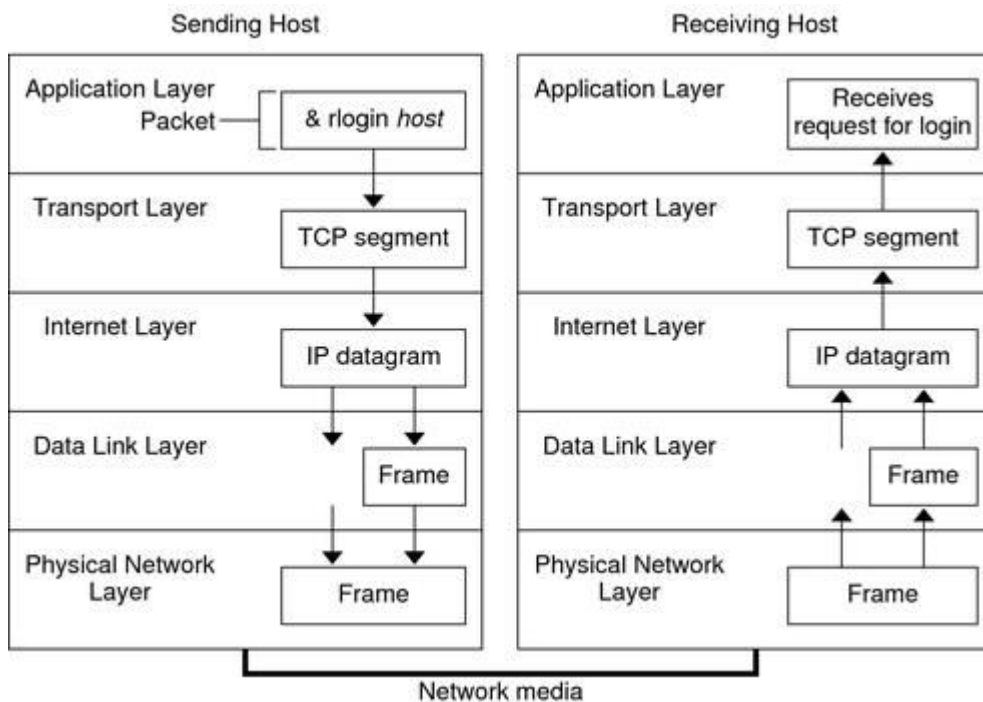 Sending Host
Application Layer
Packet
& rlogin host
Transport Layer
TCP segment
Internet Layer
IP datagram
Data Link Layer
Frame
Physical Network
Layer
Frame
Receiving Host
Application Layer
Receives
request for login
Transport Layer
TCP segment
Internet Layer
IP datagram
Data Link Layer
Frame
Physical Network
Layer
Frame
Network media